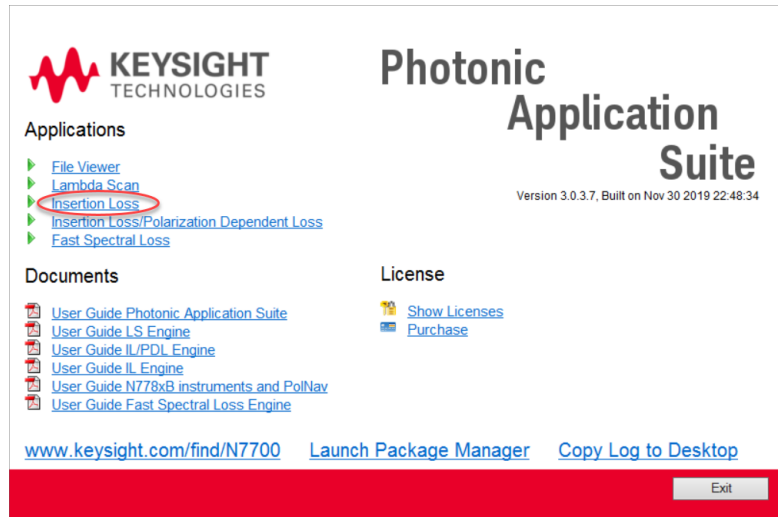 KEYSIGHT
TECHNOLOGIES
Photonic
Application
Suite
Version 3.0.3.7, Built on Nov 30 2019 22:48:34
Applications
File Viewer
Lambda Scan
Insertion Loss
Insertion Loss/Polarization Dependent Loss
Fast Spectral Loss
Documents
User Guide Photonic Application Suite
User Guide LS Engine
User Guide IL/PDL Engine
User Guide IL Engine
User Guide N778xB instruments and PolNav
User Guide Fast Spectral Loss Engine
License
Show Licenses
Purchase
www.keysight.com/find/N7700 Launch Package Manager Copy Log to Desktop
Exit